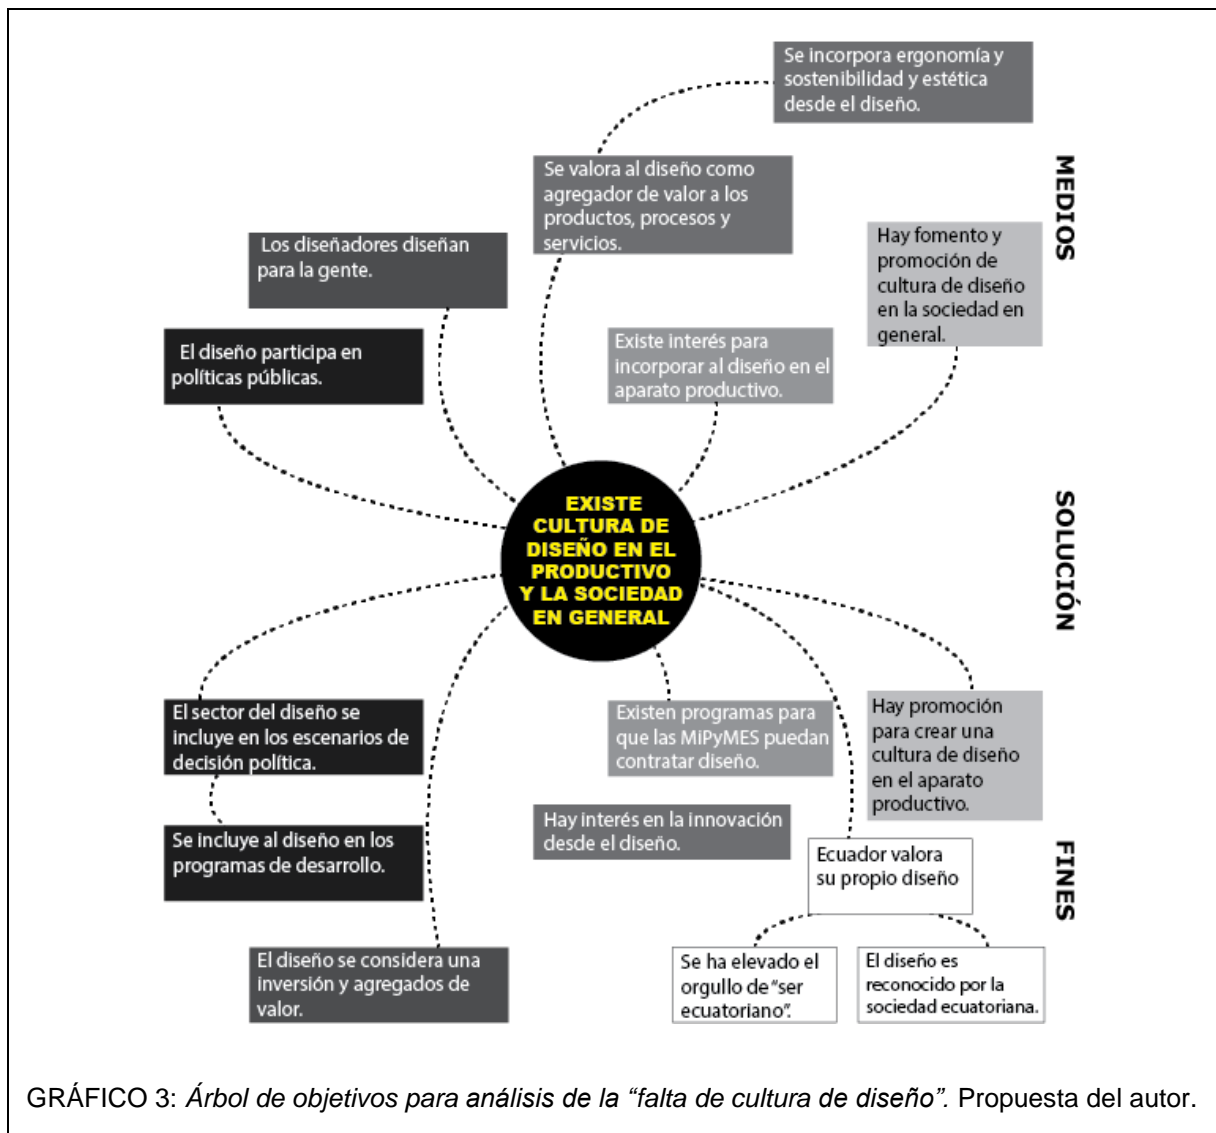 Se incorpora ergonomía y
sostenibilidad y estética
desde el diseño.
MEDIOS
Se valora al diseño como
agregador de valor a los
productos, procesos y
servicios.
Los diseñadores diseñan
para la gente.
Hay fomento y
promoción de
cultura de diseño
en la sociedad en
general.
El diseño participa en
políticas públicas.
Existe interés para
incorporar al diseño en el
aparato productivo.
EXISTE
CULTURA DE
DISEÑO EN EL
PRODUCTIVO
Y LA SOCIEDAD
EN GENERAL
SOLUCIÓN
El sector del diseño se
incluye en los escenarios de
decisión política.
Existen programas para
que las MiPyMES puedan
contratar diseño.
Hay promoción
para crear una
cultura de diseño
en el aparato
productivo.
Se incluye al diseño en los
programas de desarrollo.
Hay interés en la innovación
desde el diseño.
Ecuador valora
su propio diseño
FINES
El diseño se considera una
inversión y agregados de
valor.
Se ha elevado el
orgullo de “ser
ecuatoriano”.
El diseño es
reconocido por la
sociedad ecuatoriana.
GRÁFICO 3: Árbol de objetivos para análisis de la “falta de cultura de diseño”. Propuesta del autor.